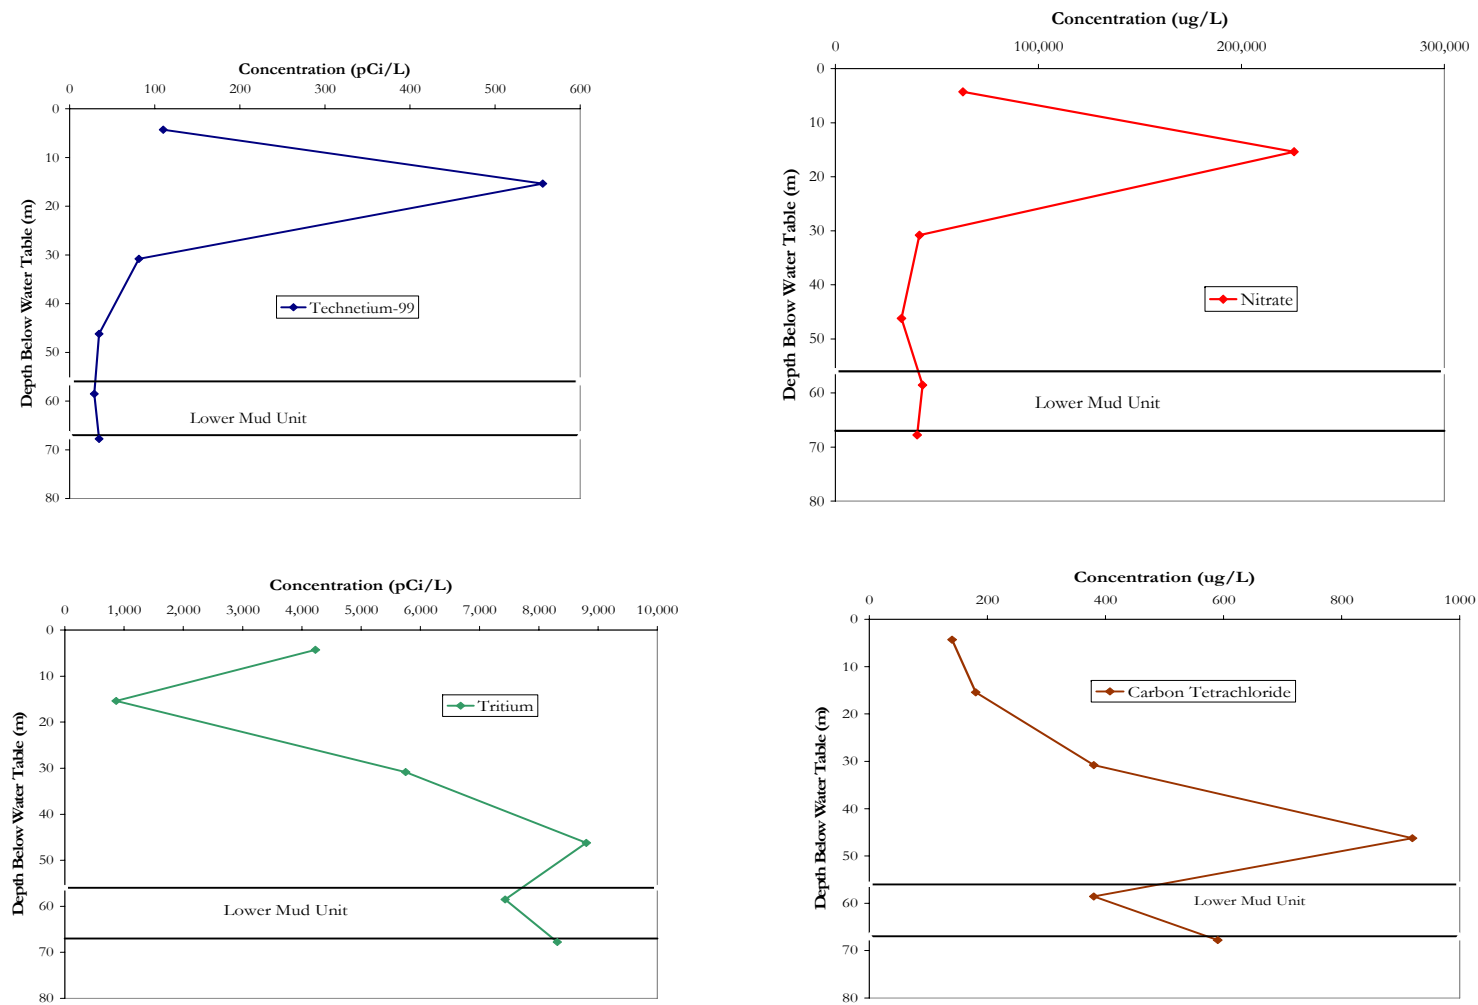 Concentration (pCi/L)
0 100 200 300 400 500 600
0
10
20
30
40
50
60
70
80
Depth Below Water Table (m)
Technetium-99
Lower Mud Unit
Concentration (ug/L)
0 100,000 200,000 300,000
0
10
20
30
40
50
60
70
80
Depth Below Water Table (m)
Nitrate
Lower Mud Unit
Concentration (pCi/L)
0 1,000 2,000 3,000 4,000 5,000 6,000 7,000 8,000 9,000 10,000
0
10
20
30
40
50
60
70
80
Depth Below Water Table (m)
Tritium
Lower Mud Unit
Concentration (ug/L)
0 200 400 600 800 1000
0
10
20
30
40
50
60
70
80
Depth Below Water Table (m)
Carbon Tetrachloride
Lower Mud Unit